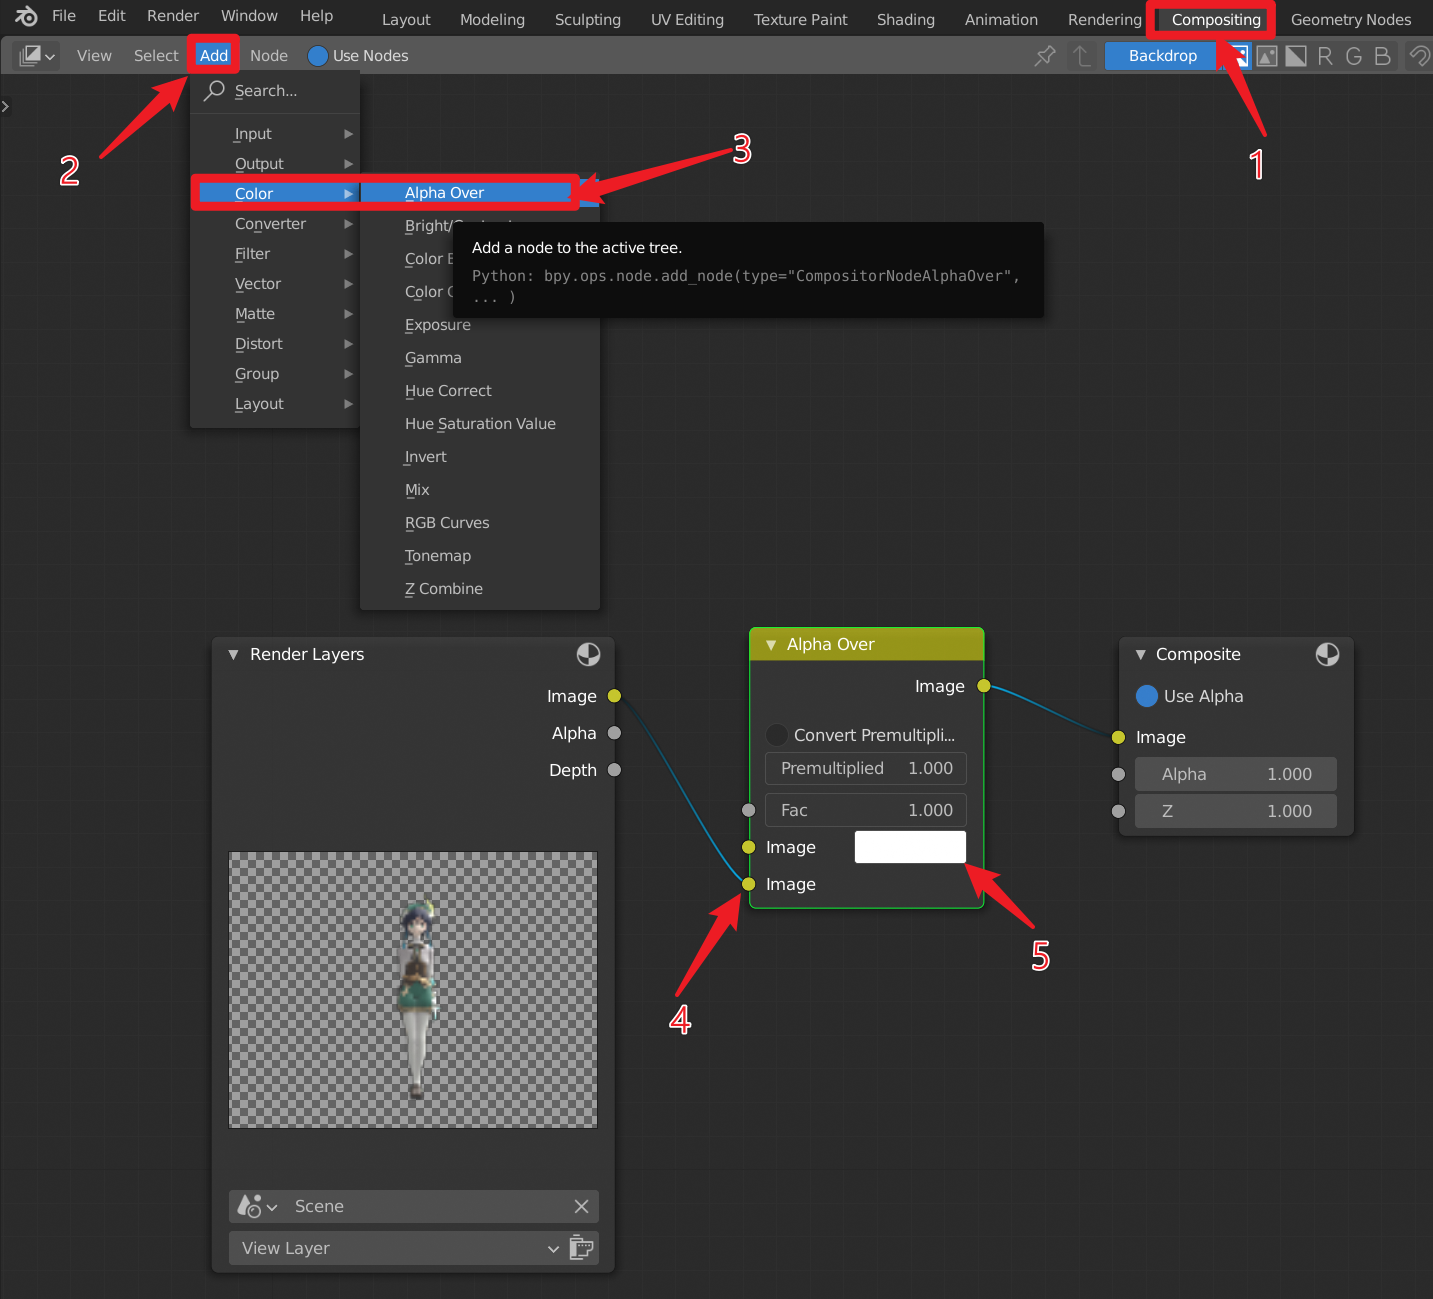 File Edit Render Window Help Layout Modeling Sculpting UV Editing Texture Paint Shading Animation Rendering Compositing Geometry Nodes
View Select Add Node Use Nodes Backdrop R G B
Search...
Input
Output
Color
Converter
Filter
Vector
Matte
Distort
Group
Layout
Alpha Over
Bright/
Color
Color
Exposure
Gamma
Hue Correct
Hue Saturation Value
Invert
Mix
RGB Curves
Tonemap
Z Combine
Add a node to the active tree.
Python: bpy.ops.node.add_node(type="CompositorNodeAlphaOver",
... )
1
2
3
Render Layers
Image
Alpha
Depth
Scene
View Layer
Alpha Over
Image
Convert Premultipli...
Premultiplied 1.000
Fac 1.000
Image
Image
4
5
Composite
Use Alpha
Image
Alpha 1.000
Z 1.000